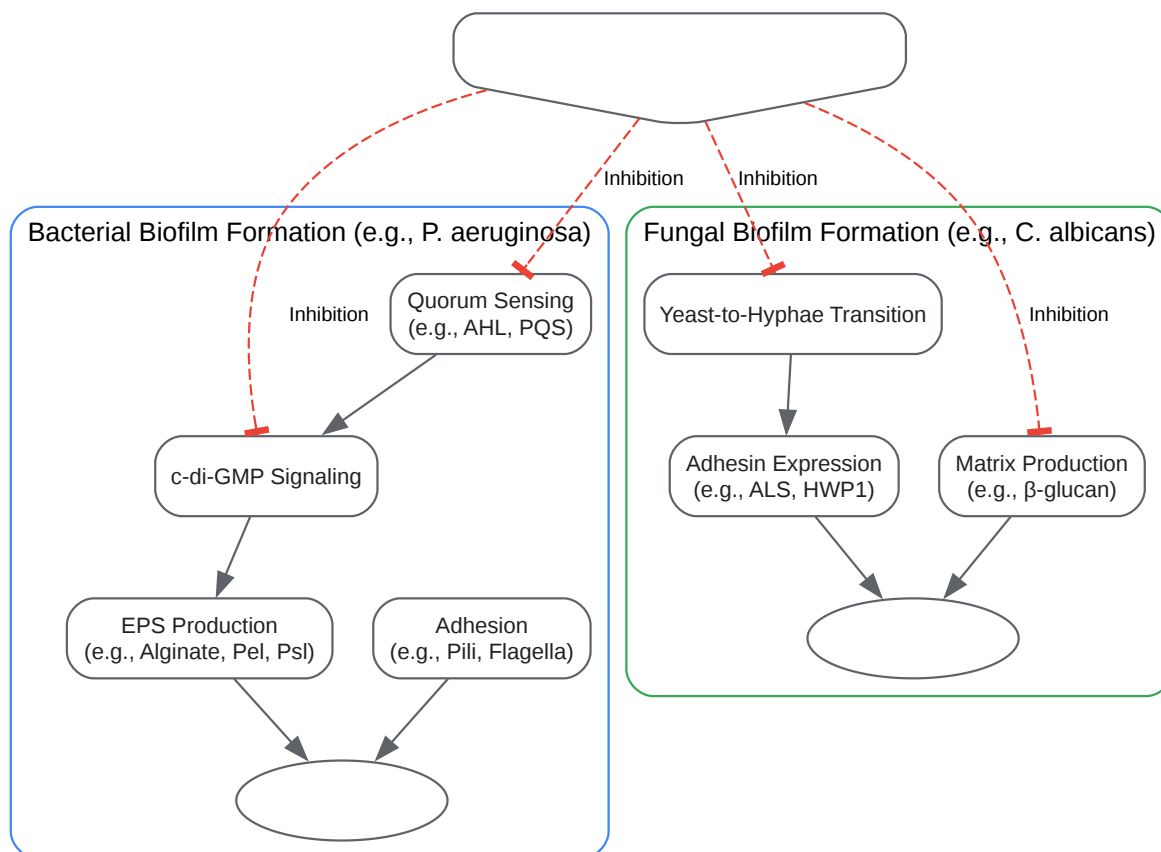 Inhibition
Inhibition
Bacterial Biofilm Formation (e.g., P. aeruginosa)
Fungal Biofilm Formation (e.g., C. albicans)
Quorum Sensing
(e.g., AHL, PQS)
Inhibition
Yeast-to-Hyphae Transition
Inhibition
c-di-GMP Signaling
Adhesin Expression
(e.g., ALS, HWP1)
Matrix Production
(e.g., β-glucan)
EPS Production
(e.g., Alginate, Pel, Psl)
Adhesion
(e.g., Pili, Flagella)